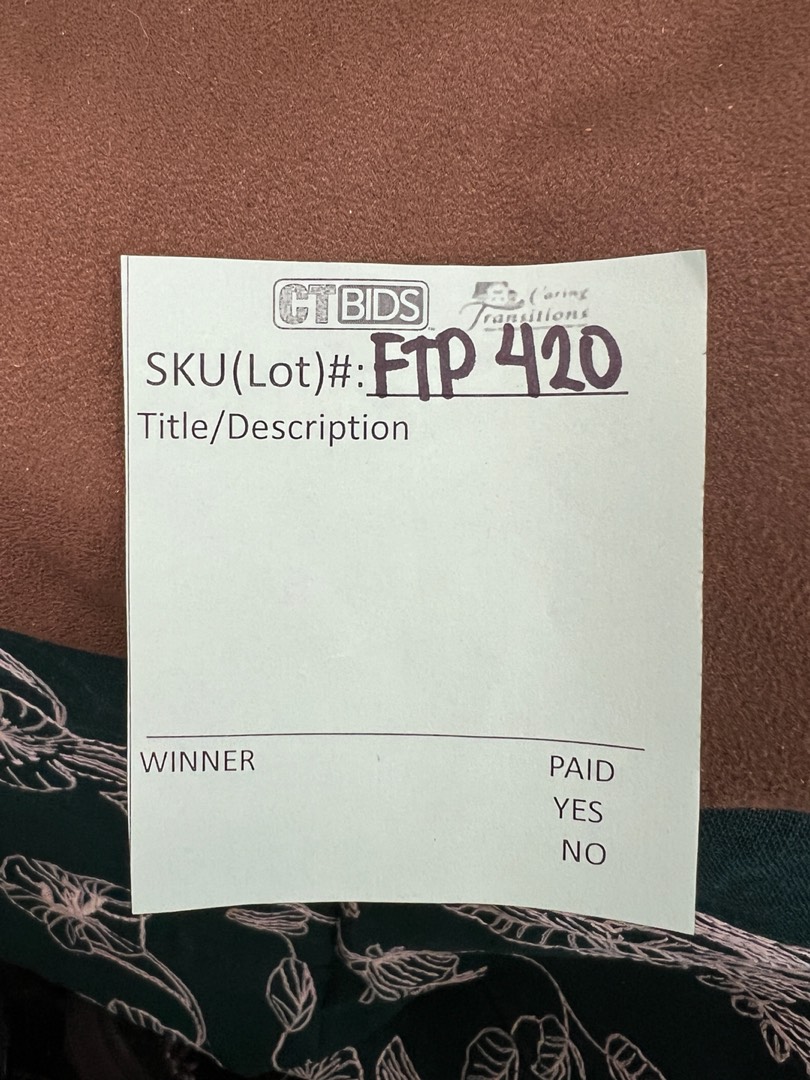 CTBIDS Caring Transitions
SKU(Lot)#: FTP 420
Title/Description
WINNER PAID
YES
NO